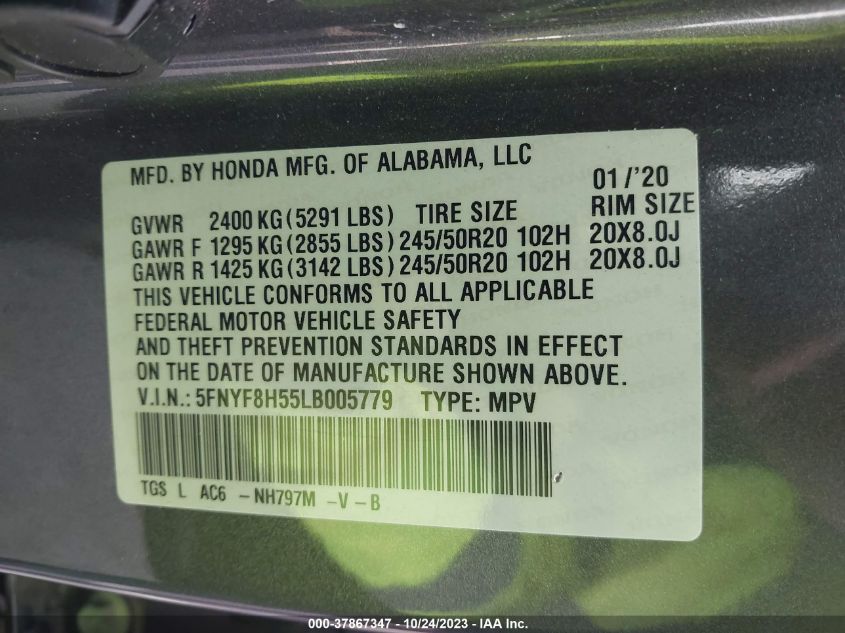 MFD. BY HONDA MFG. OF ALABAMA, LLC
01/'20
GVWR 2400 KG (5291 LBS) TIRE SIZE RIM SIZE
GAWR F 1295 KG (2855 LBS) 245/50R20 102H 20X8.0J
GAWR R 1425 KG (3142 LBS) 245/50R20 102H 20X8.0J
THIS VEHICLE CONFORMS TO ALL APPLICABLE
FEDERAL MOTOR VEHICLE SAFETY
AND THEFT PREVENTION STANDARDS IN EFFECT
ON THE DATE OF MANUFACTURE SHOWN ABOVE.
V.I.N.: 5FNYF8H55LB005779 TYPE: MPV
TGS L AC6 - NH797M - V - B
000-37867347 - 10/24/2023 - IAA Inc.